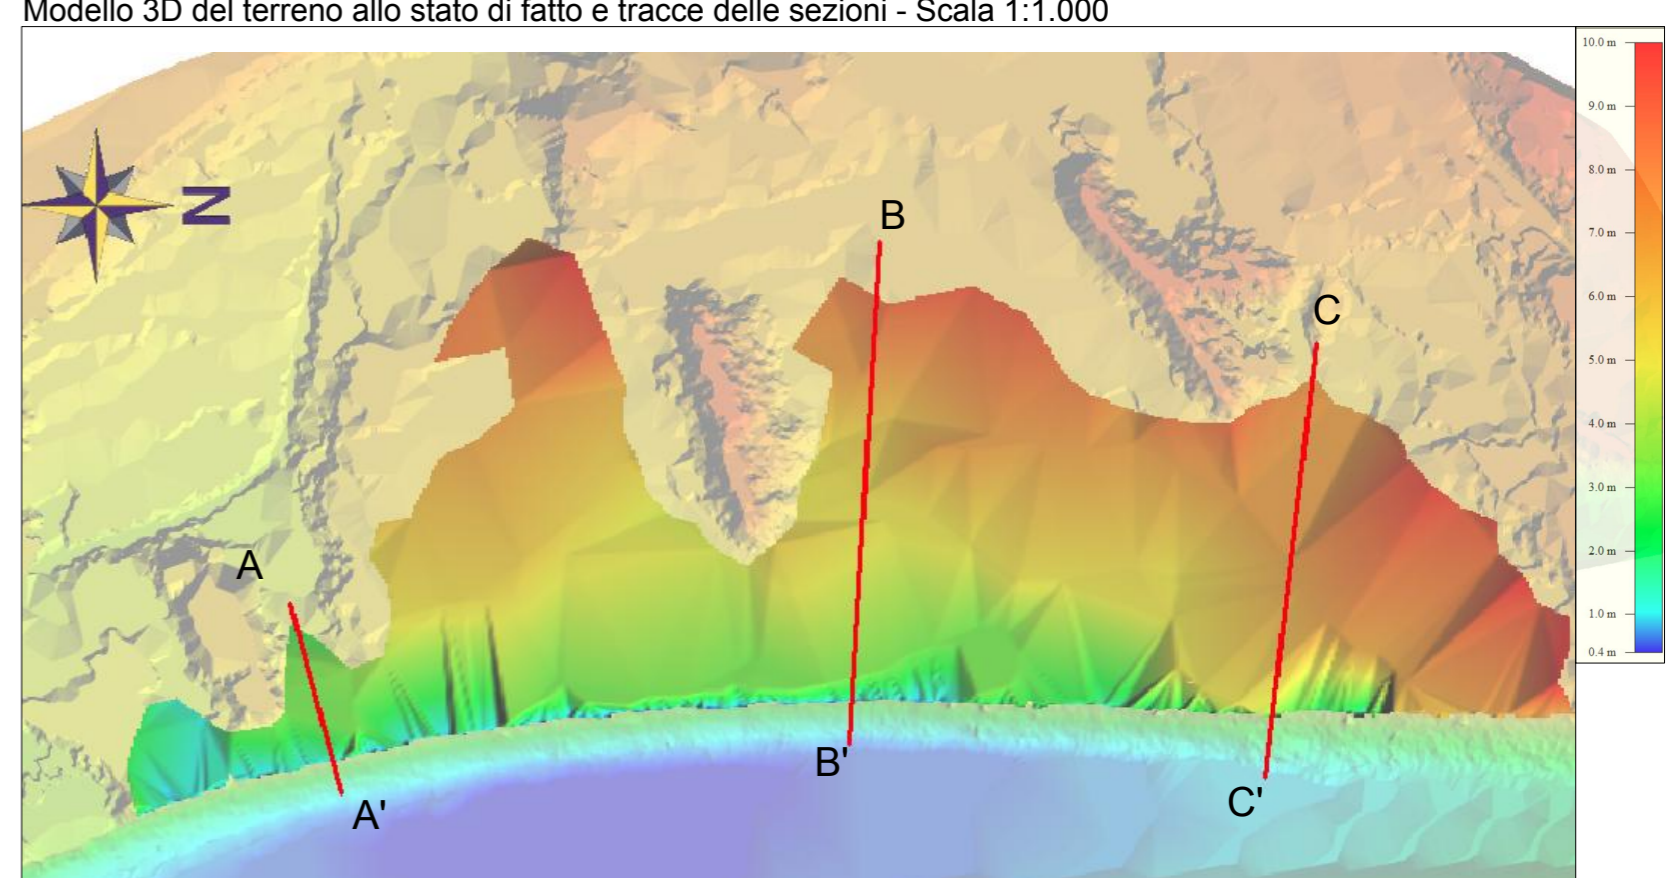 Modello 3D del terreno allo stato di fatto e tracce delle sezioni - Scala 1:1.000
10.0 m
9.0 m
8.0 m
7.0 m
6.0 m
5.0 m
4.0 m
3.0 m
2.0 m
1.0 m
0.4 m
N
B
C
A
B'
A'
C'